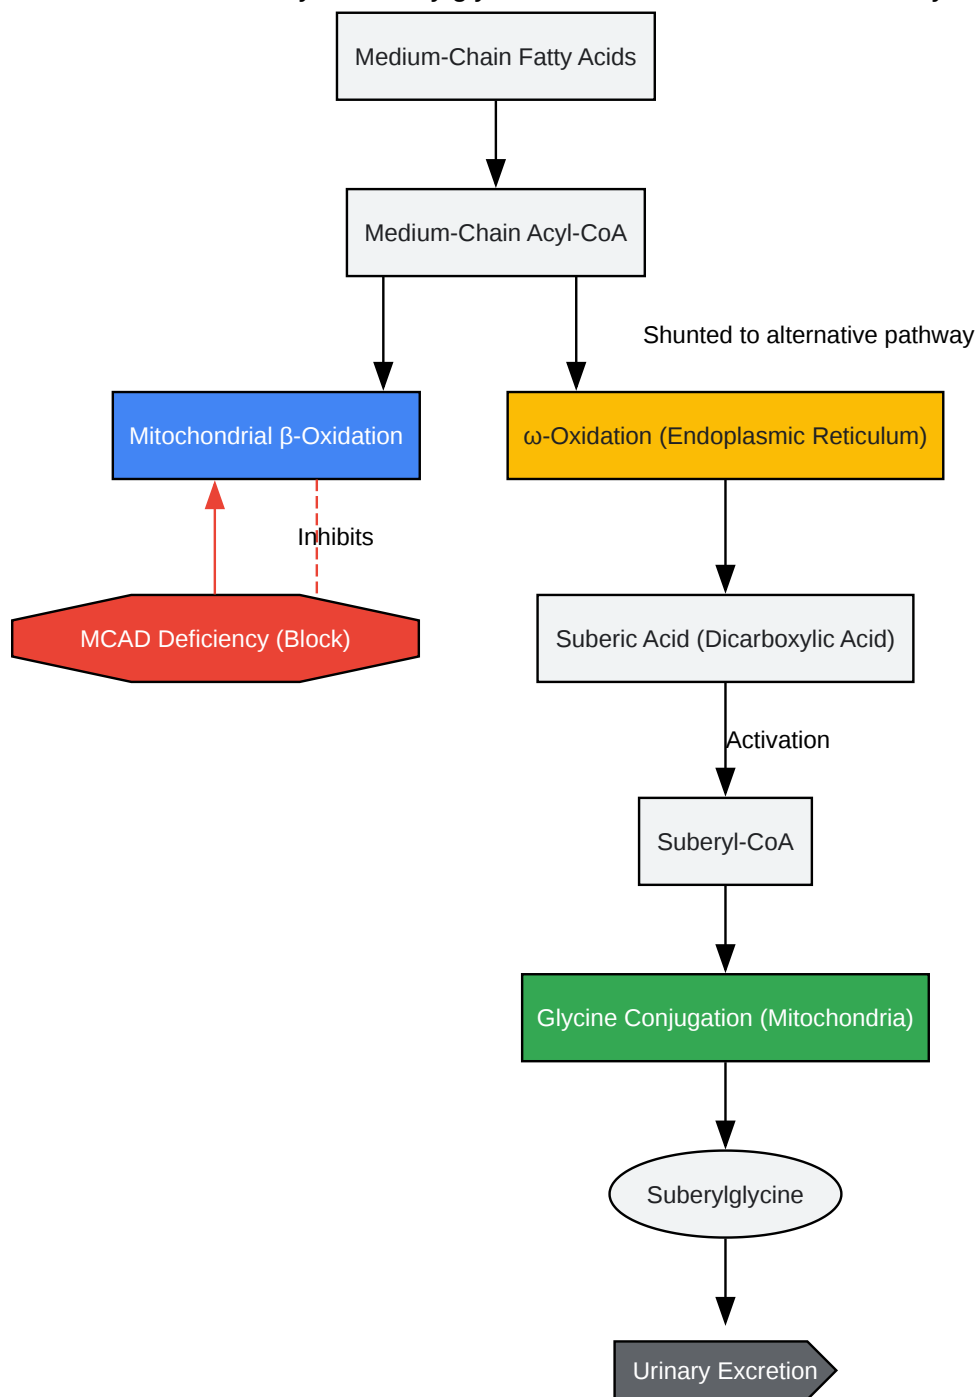 Medium-Chain Fatty Acids
Medium-Chain Acyl-CoA
Shunted to alternative pathway
Mitochondrial β-Oxidation
ω-Oxidation (Endoplasmic Reticulum)
Inhibits
MCAD Deficiency (Block)
Suberic Acid (Dicarboxylic Acid)
Activation
Suberyl-CoA
Glycine Conjugation (Mitochondria)
Suberylglycine
Urinary Excretion